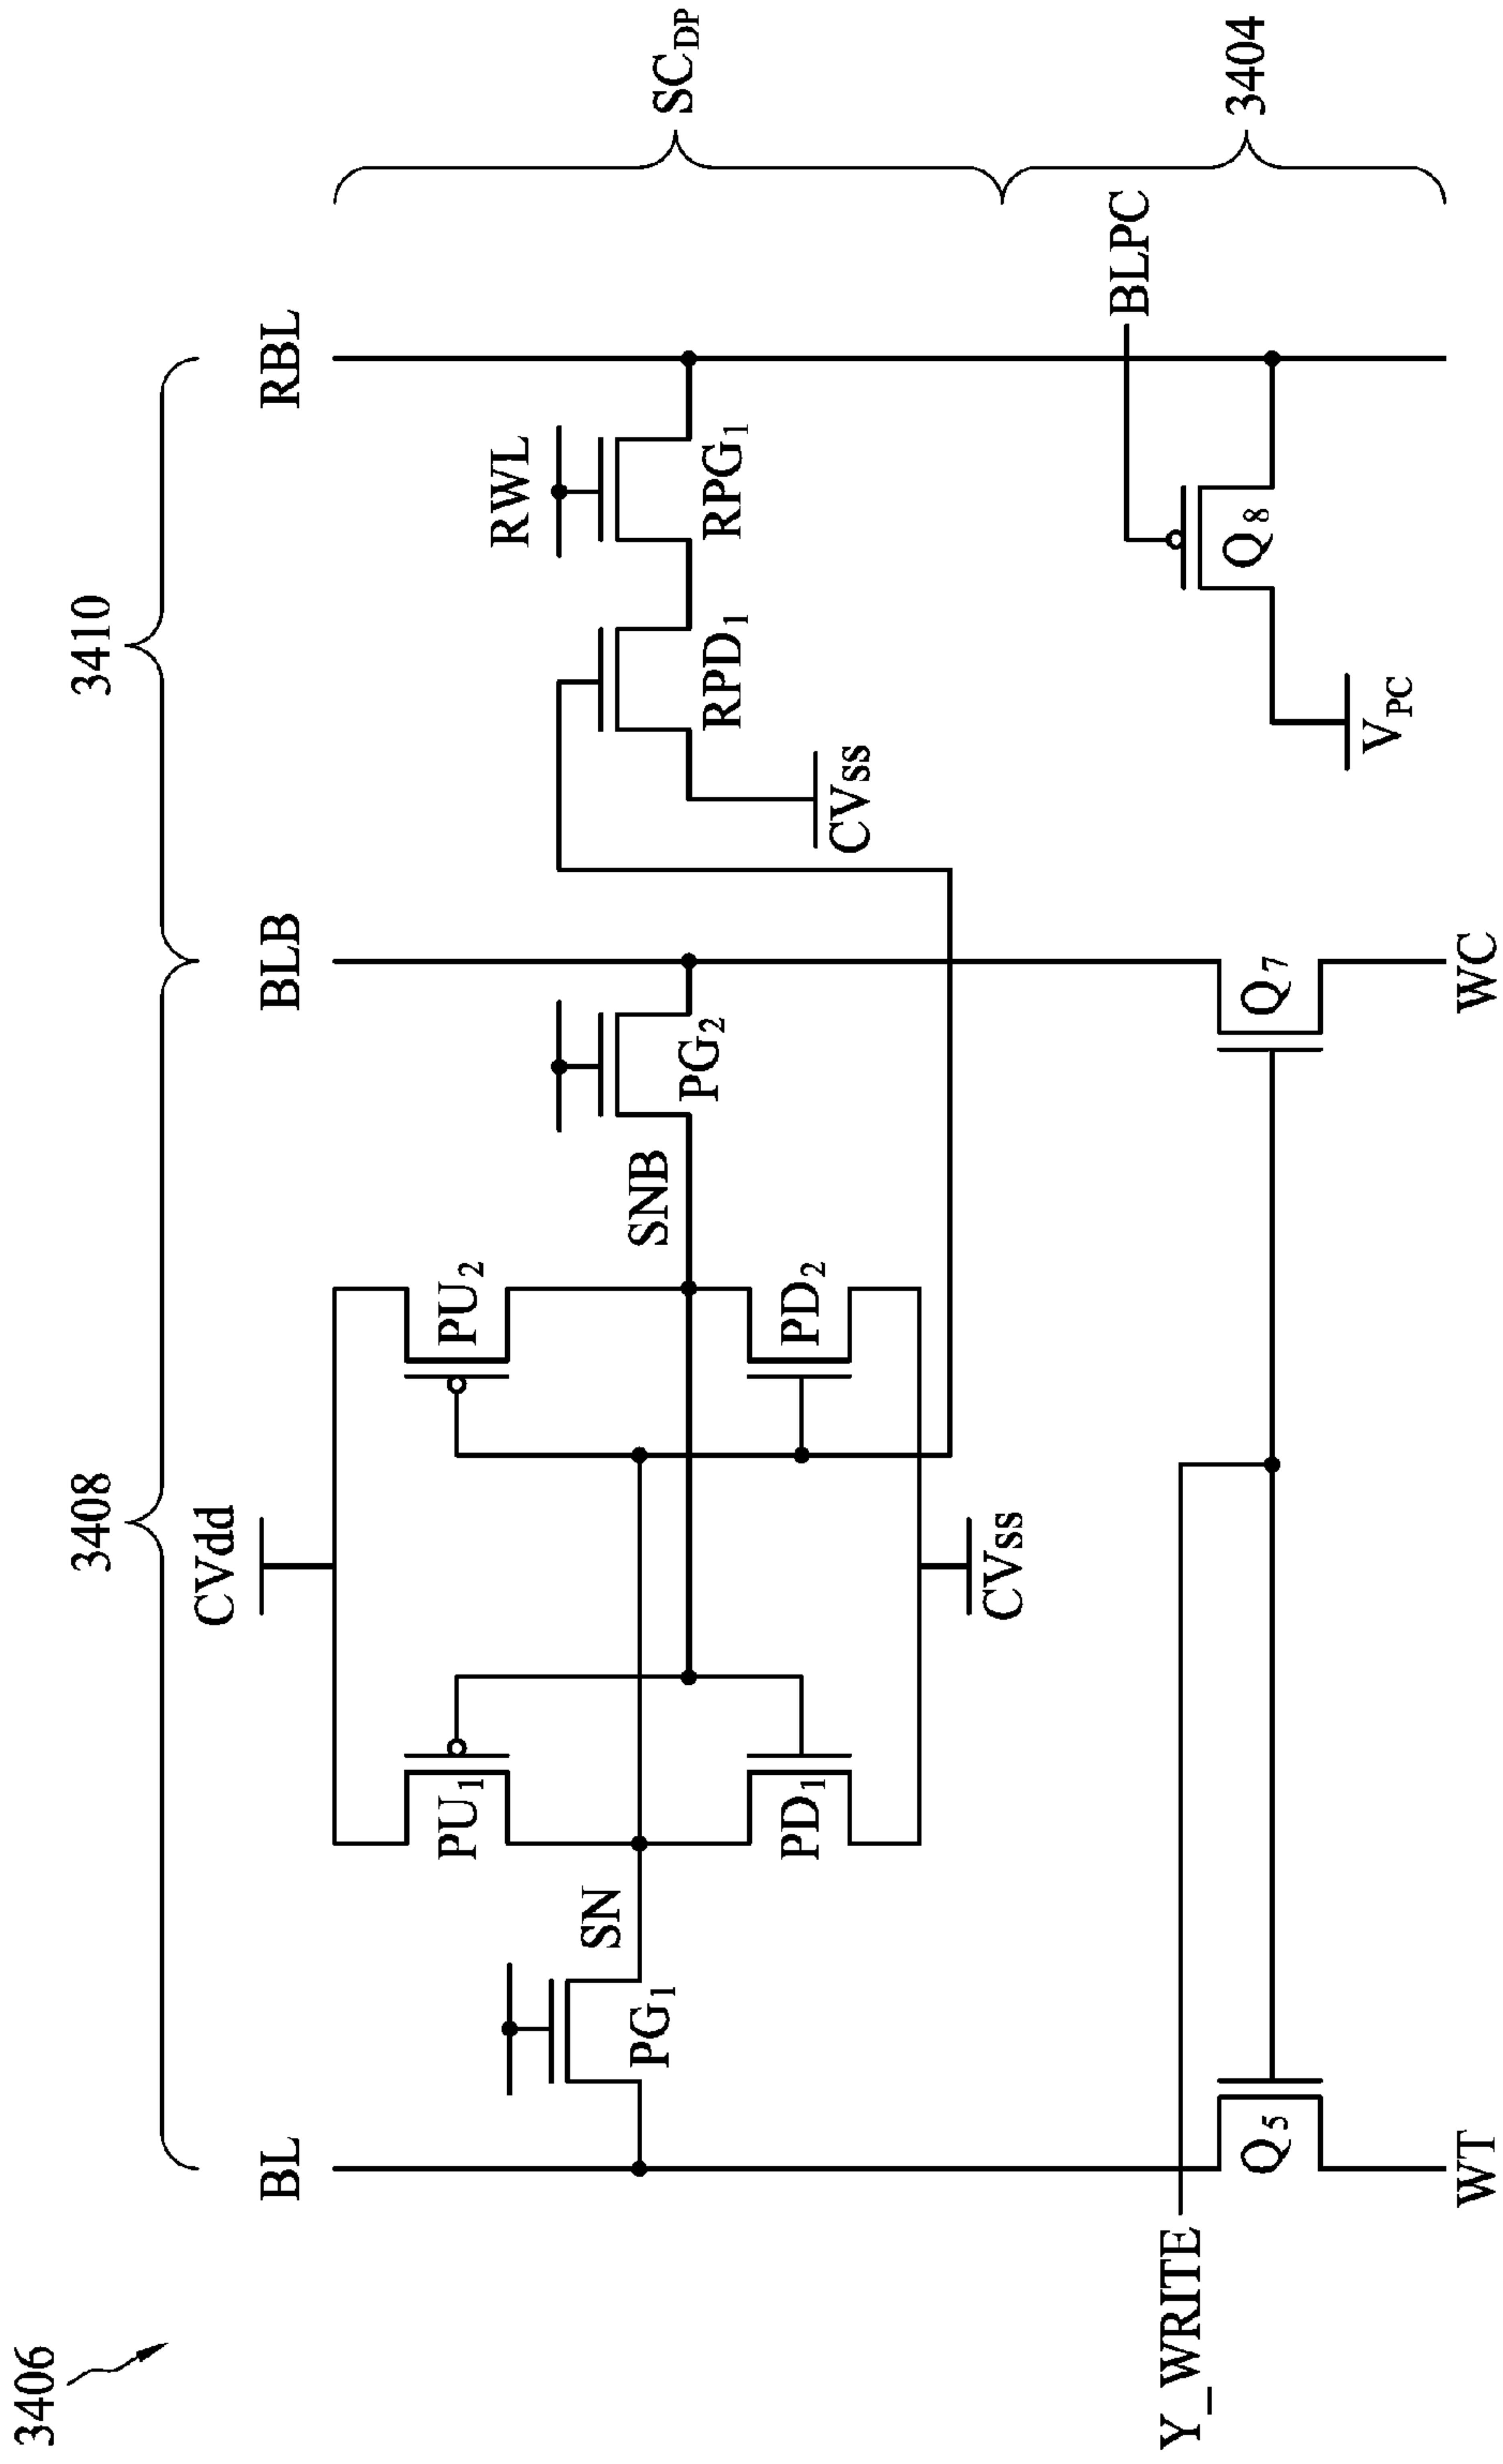 3406
3408
3410
BL
BLB
RBL
CVdd
RWL
PU₁
PU₂
SN
SNB
PG₁
PG₂
RPD₁
RPG₁
SC_DP
PD₁
PD₂
CVss
CVss
BLPC
Y_WRITE
Q₅
Q₇
Q₈
3404
V_PC
WT
WC